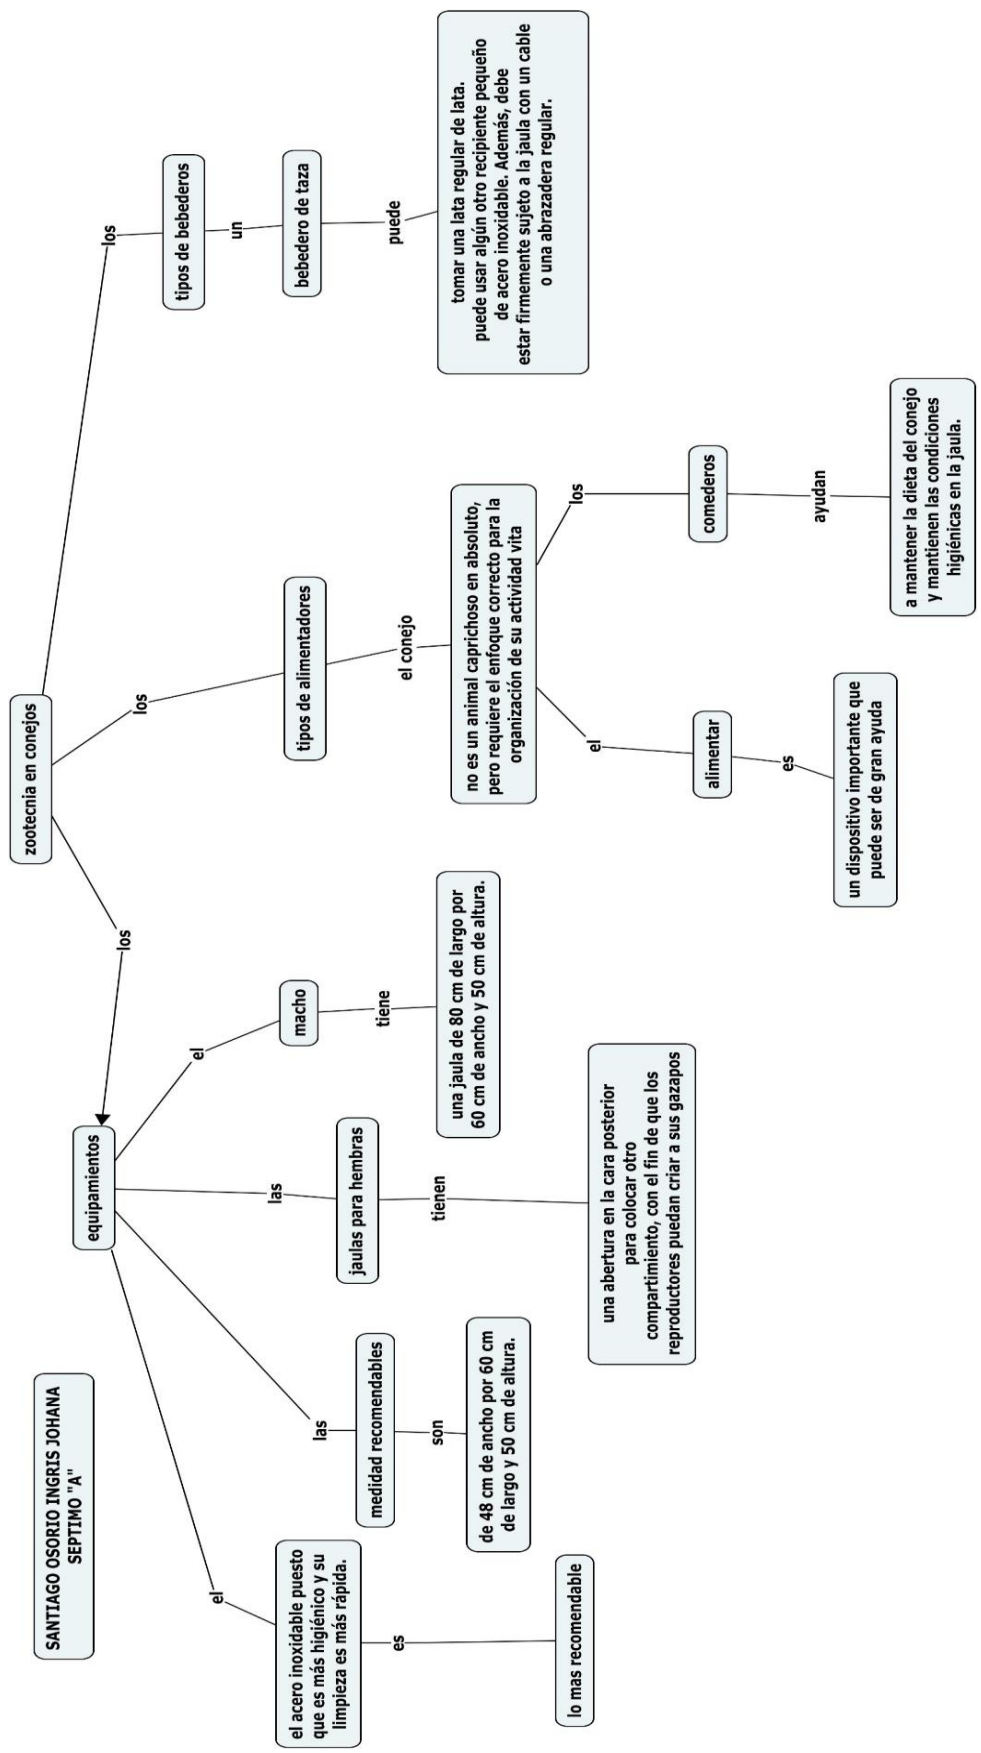 SANTIAGO OSORIO INGRIS JOHANA
SEPTIMO "A"
zootecnia en conejos
los
equipamientos
el
el acero inoxidable puesto
que es más higiénico y su
limpieza es más rápida.
es
lo mas recomendable
las
medidad recomendables
son
de 48 cm de ancho por 60 cm
de largo y 50 cm de altura.
las
jaulas para hembras
tienen
una abertura en la cara posterior
para colocar otro
compartimiento, con el fin de que los
reproductores puedan criar a sus gazapos
el
macho
tiene
una jaula de 80 cm de largo por
60 cm de ancho y 50 cm de altura.
los
tipos de alimentadores
el conejo
no es un animal caprichoso en absoluto,
pero requiere el enfoque correcto para la
organización de su actividad vita
el
alimentar
es
un dispositivo importante que
puede ser de gran ayuda
los
comederos
ayudan
a mantener la dieta del conejo
y mantienen las condiciones
higiénicas en la jaula.
los
tipos de bebederos
un
bebedero de taza
puede
tomar una lata regular de lata.
puede usar algún otro recipiente pequeño
de acero inoxidable. Además, debe
estar firmemente sujeto a la jaula con un cable
o una abrazadera regular.